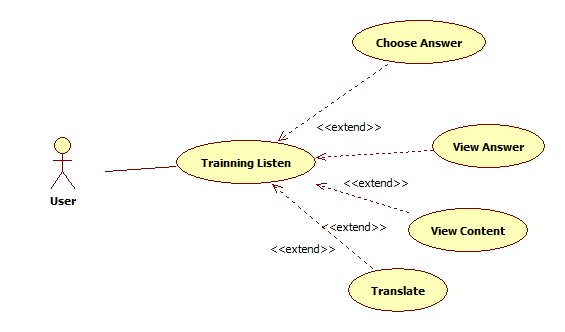 Choose Answer
<<extend>>
View Answer
Trainning Listen
<<extend>>
User
<<extend>>
View Content
<<extend>>
Translate